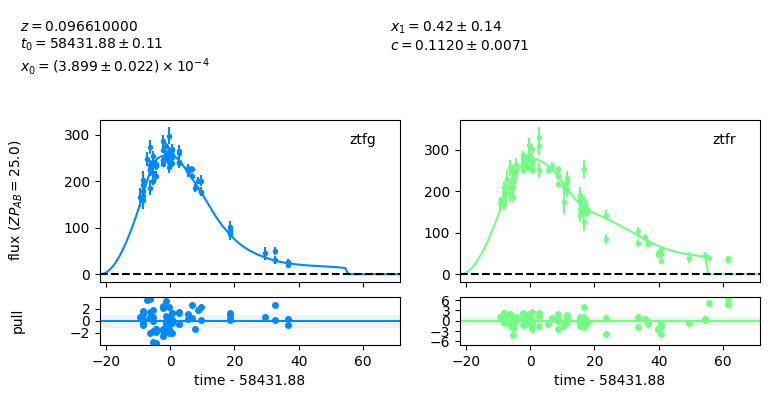 z = 0.096610000
t₀ = 58431.88 ± 0.11
x₀ = (3.899 ± 0.022) × 10⁻⁴
x₁ = 0.42 ± 0.14
c = 0.1120 ± 0.0071
flux (ZP_AB = 25.0)
300
200
100
0
ztfg
300
200
100
0
ztfr
pull
2
0
−2
−20
0
20
40
60
time - 58431.88
6
3
0
−3
−6
−20
0
20
40
60
time - 58431.88